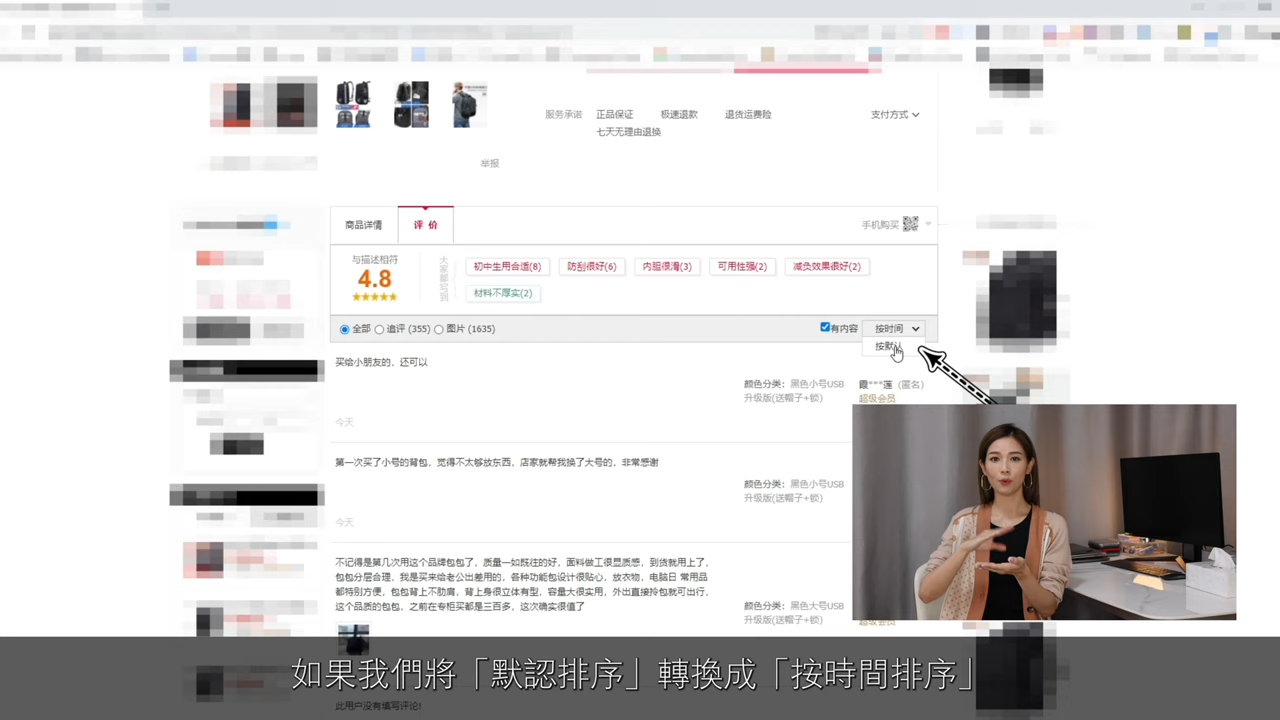 服务承诺 正品保证 极速退款 退货运费险 支付方式
七天无理由退换
举报
商品详情 评价 手机购买
与描述相符
4.8
大家都写到
初中生用合适(8) 防刮很好(6) 内胆很滑(3) 可用性强(2) 减负效果很好(2)
材料不厚实(2)
全部 追评 (355) 图片 (1635) 有内容 按时间
按默认
买给小朋友的，还可以
颜色分类：黑色小号USB 霞***莲（匿名）
升级版(送帽子+锁) 超级会员
今天
第一次买了小号的背包，觉得不太够放东西，店家就帮我换了大号的，非常感谢
颜色分类：黑色小号USB
升级版(送帽子+锁)
今天
不记得是第几次用这个品牌包包了，质量一如既往的好，面料做工很显质感，到货就用上了，
包包分层合理，我是买来给老公出差用的，各种功能包设计很贴心，放衣物，电脑日 常用品
都特别方便，包包背上不肋肩，背上身很立体有型，容量大很实用，外出直接拎包就可出行，
这个品质的包包，之前在专柜买都是三百多，这次确实很值了
颜色分类：黑色大号USB
升级版(送帽子+锁) 超级会员
如果我們將「默認排序」轉換成「按時間排序」
此用户没有填写评论!